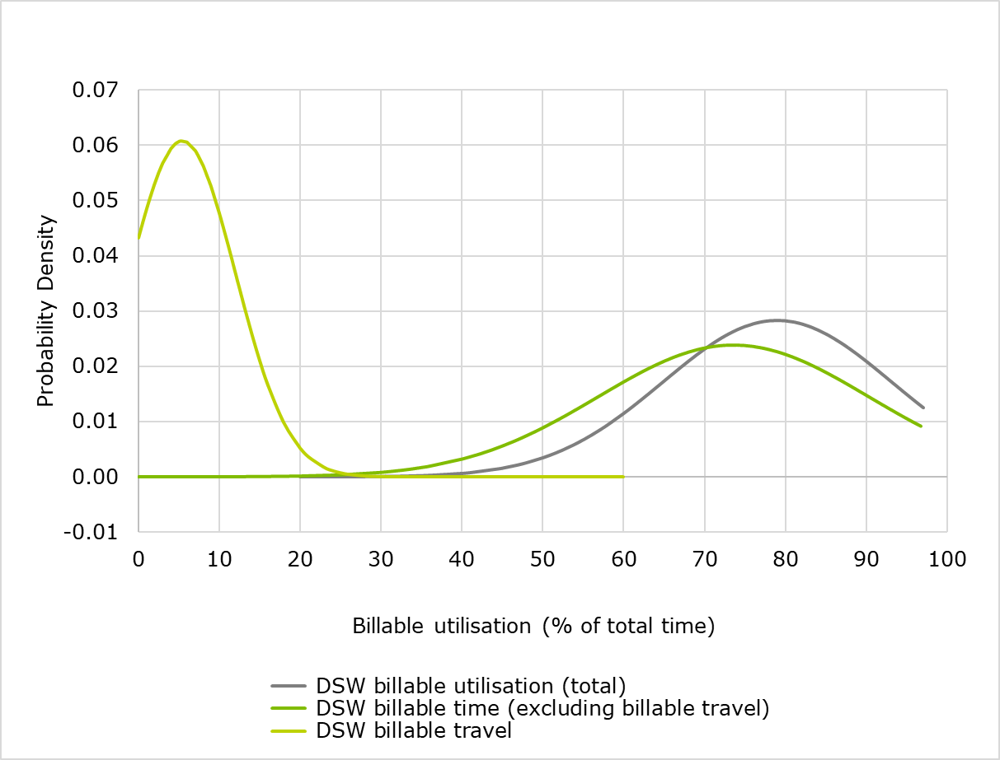 0.07
0.06
0.05
0.04
0.03
0.02
0.01
0.00
-0.01
Probability Density
0 10 20 30 40 50 60 70 80 90 100
Billable utilisation (% of total time)
DSW billable utilisation (total)
DSW billable time (excluding billable travel)
DSW billable travel